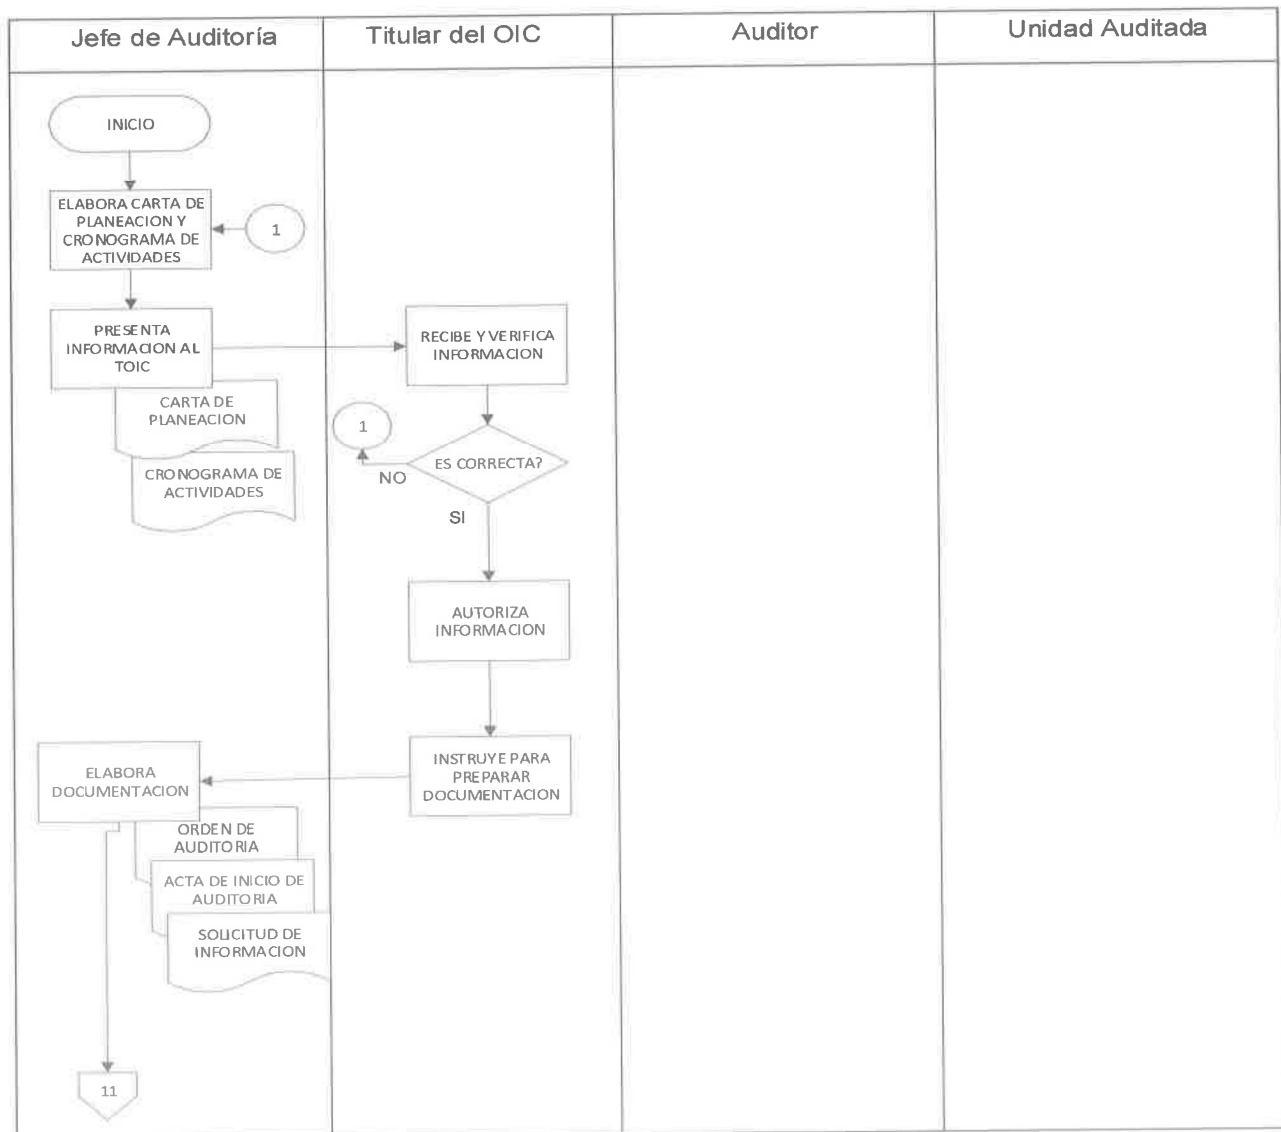 Jefe de Auditoría
Titular del OIC
Auditor
Unidad Auditada
INICIO
ELABORA CARTA DE
PLANEACION Y
CRONOGRAMA DE
ACTIVIDADES
1
PRESENTA
INFORMACION AL
TOIC
RECIBE Y VERIFICA
INFORMACION
CARTA DE
PLANEACION
1
ES CORRECTA?
NO
CRONOGRAMA DE
ACTIVIDADES
SI
AUTORIZA
INFORMACION
INSTRUYE PARA
PREPARAR
DOCUMENTACION
ELABORA
DOCUMENTACION
ORDEN DE
AUDITORIA
ACTA DE INICIO DE
AUDITORIA
SOLICITUD DE
INFORMACION
11